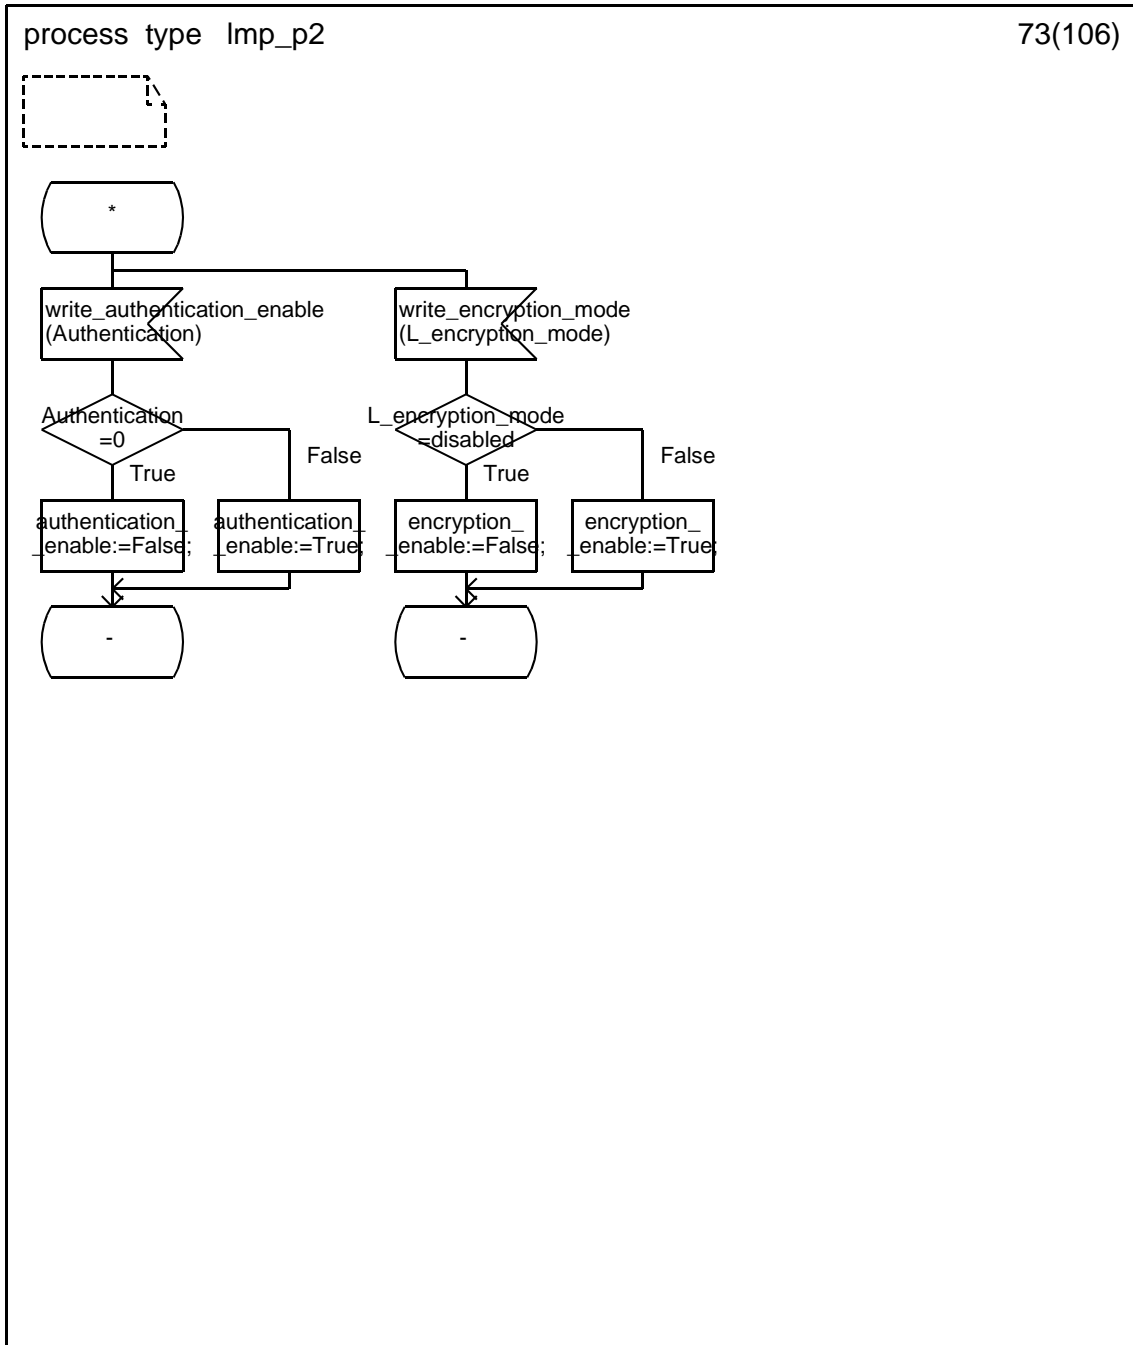 process type lmp_p2
73(106)
*
write_authentication_enable
(Authentication)
write_encryption_mode
(L_encryption_mode)
Authentication
=0
L_encryption_mode
=disabled
False
True
False
True
authentication_
_enable:=False;
authentication_
_enable:=True;
encryption_
_enable:=False;
encryption_
_enable:=True;
-
-